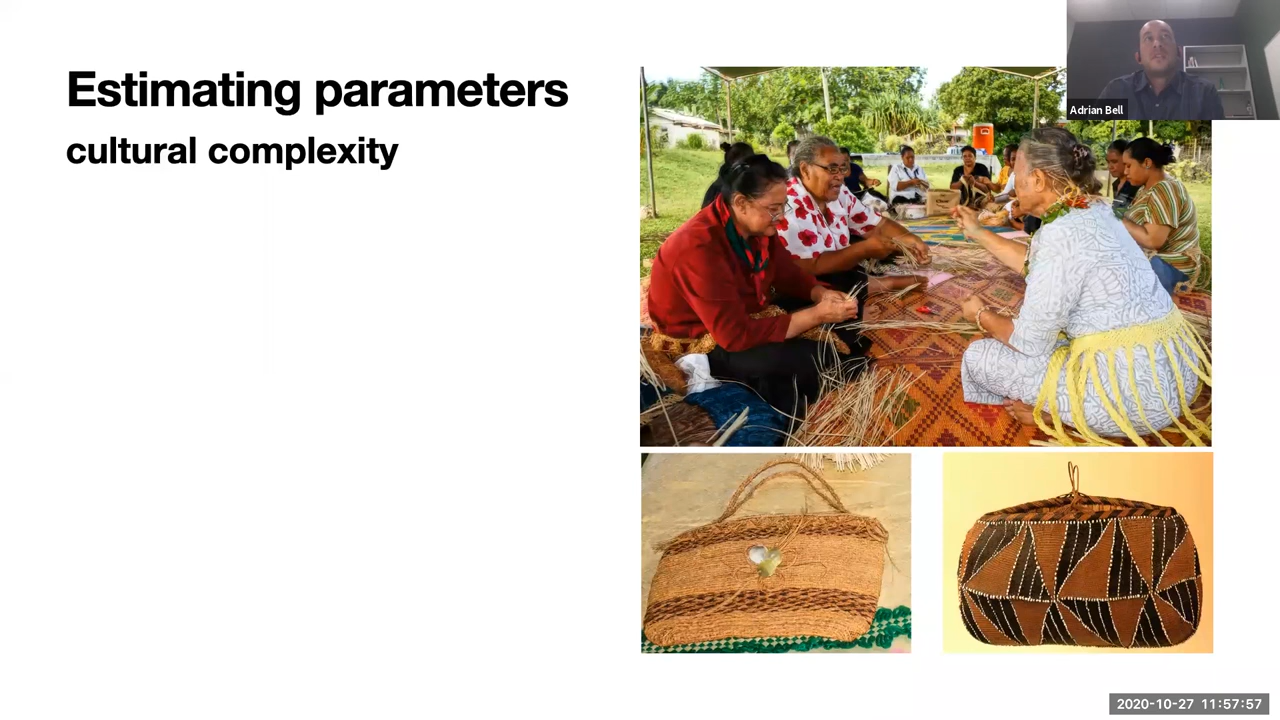 Estimating parameters
cultural complexity
Adrian Bell
2020-10-27 11:57:57